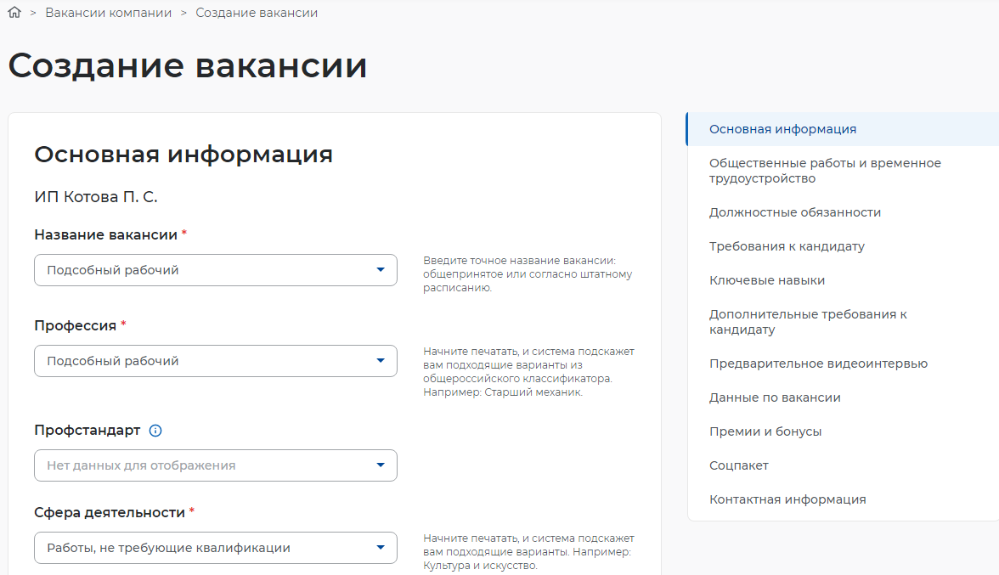 > Вакансии компании > Создание вакансии
Создание вакансии
Основная информация
ИП Котова П. С.
Название вакансии *
Подсобный рабочий
Введите точное название вакансии:
общепринятое или согласно штатному
расписанию.
Профессия *
Подсобный рабочий
Начните печатать, и система подскажет
вам подходящие варианты из
общероссийского классификатора.
Например: Старший механик.
Профстандарт
Нет данных для отображения
Сфера деятельности *
Работы, не требующие квалификации
Начните печатать, и система подскажет
вам подходящие варианты. Например:
Культура и искусство.
Основная информация
Общественные работы и временное
трудоустройство
Должностные обязанности
Требования к кандидату
Ключевые навыки
Дополнительные требования к
кандидату
Предварительное видеоинтервью
Данные по вакансии
Премии и бонусы
Соцпакет
Контактная информация